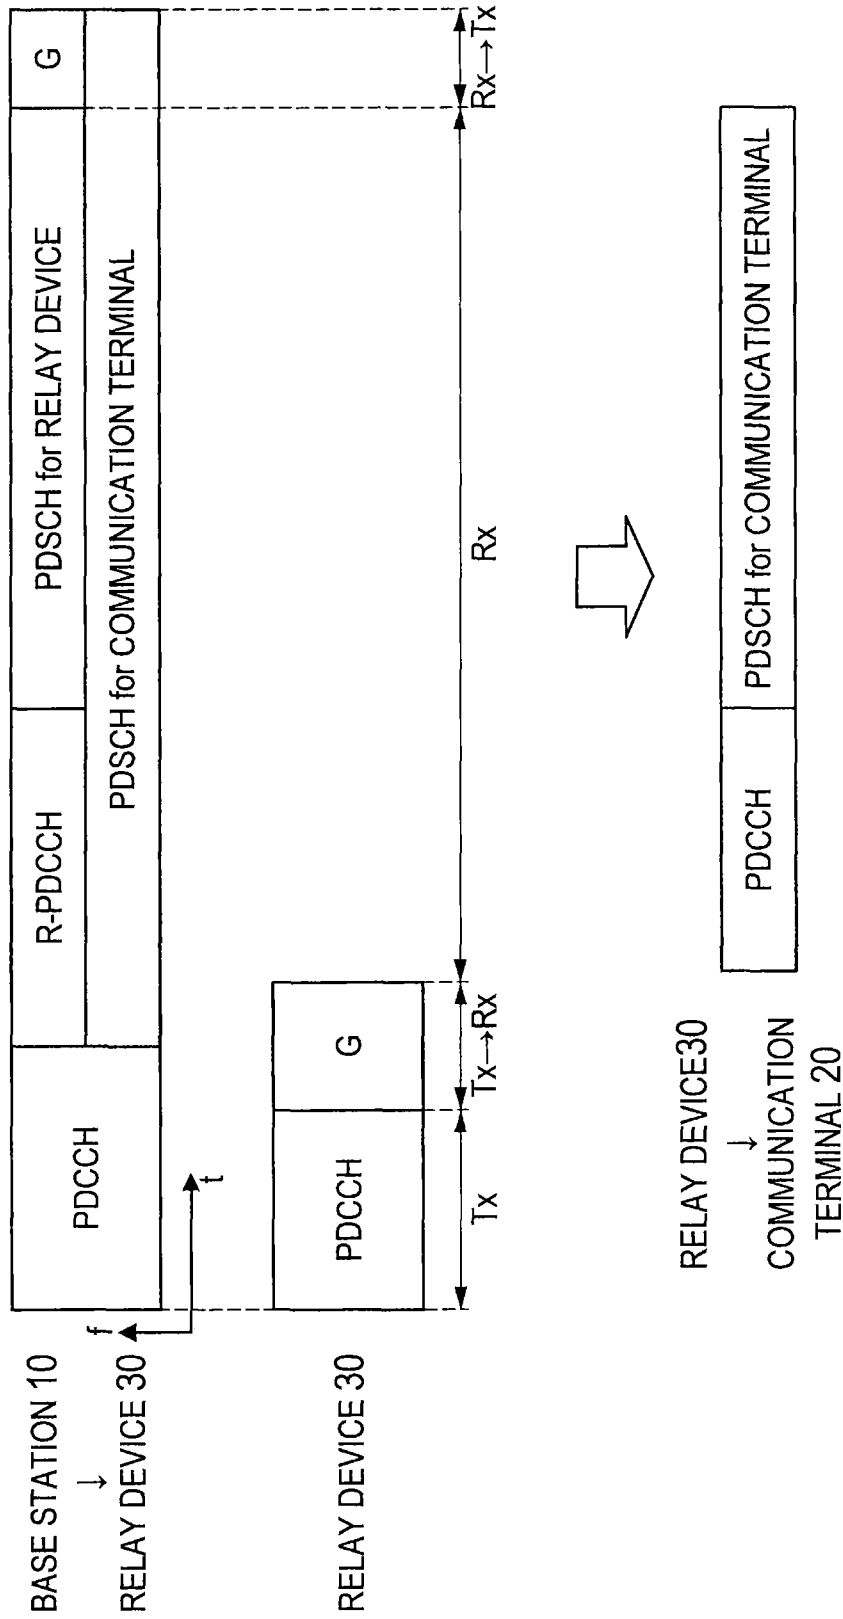 BASE STATION 10
↓
RELAY DEVICE 30
f
t
PDCCH
R-PDCCH
PDSCH for RELAY DEVICE
G
PDSCH for COMMUNICATION TERMINAL
RELAY DEVICE 30
PDCCH
G
Tx
Tx→Rx
Rx
Rx→Tx
RELAY DEVICE30
↓
COMMUNICATION
TERMINAL 20
PDCCH
PDSCH for COMMUNICATION TERMINAL